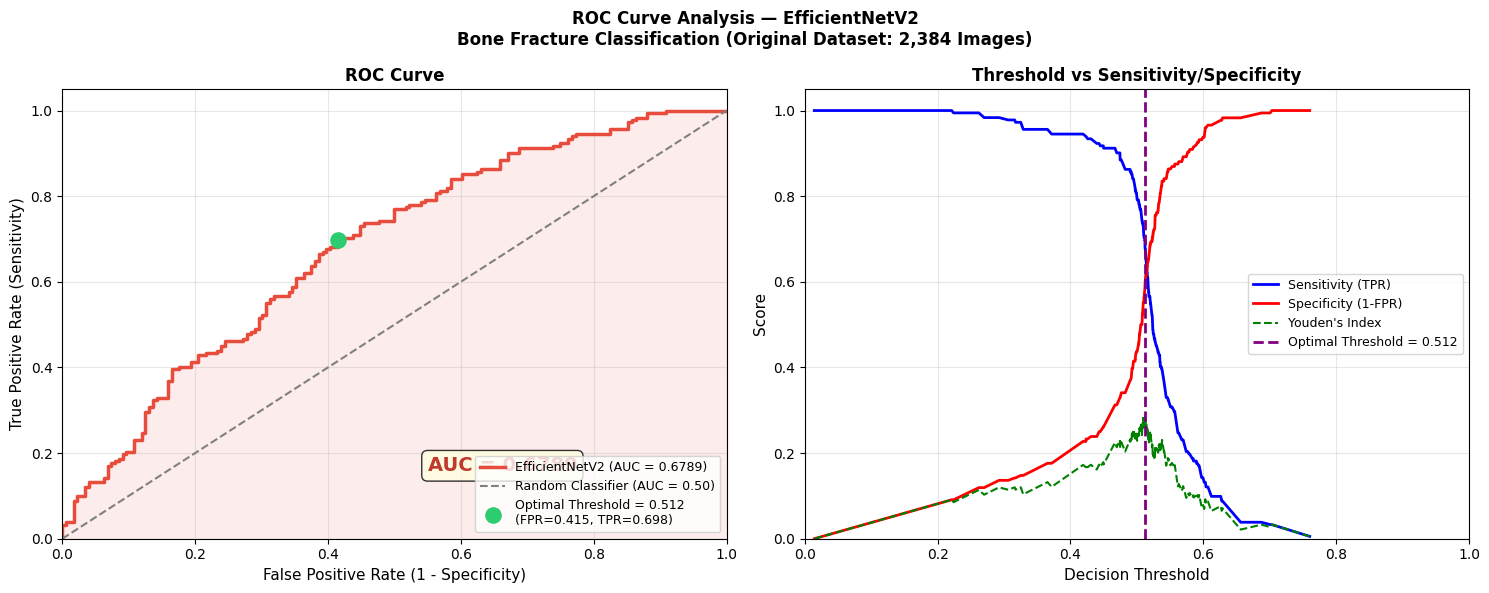 ROC Curve Analysis — EfficientNetV2
Bone Fracture Classification (Original Dataset: 2,384 Images)
ROC Curve
True Positive Rate (Sensitivity)
1.0
0.8
0.6
0.4
0.2
0.0
0.0 0.2 0.4 0.6 0.8 1.0
False Positive Rate (1 - Specificity)
AUC
EfficientNetV2 (AUC = 0.6789)
Random Classifier (AUC = 0.50)
Optimal Threshold = 0.512
(FPR=0.415, TPR=0.698)
Threshold vs Sensitivity/Specificity
Score
1.0
0.8
0.6
0.4
0.2
0.0
0.0 0.2 0.4 0.6 0.8 1.0
Decision Threshold
Sensitivity (TPR)
Specificity (1-FPR)
Youden's Index
Optimal Threshold = 0.512